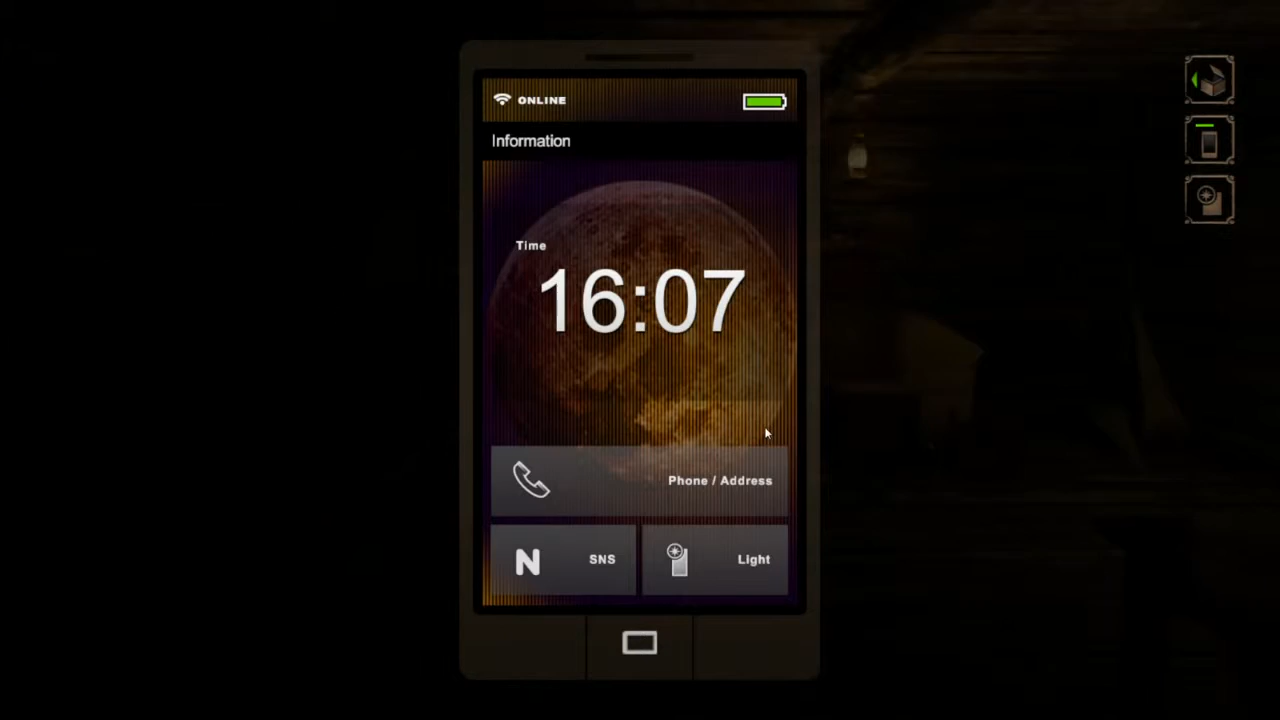 ONLINE
Information
Time
16:07
Phone / Address
N SNS
Light